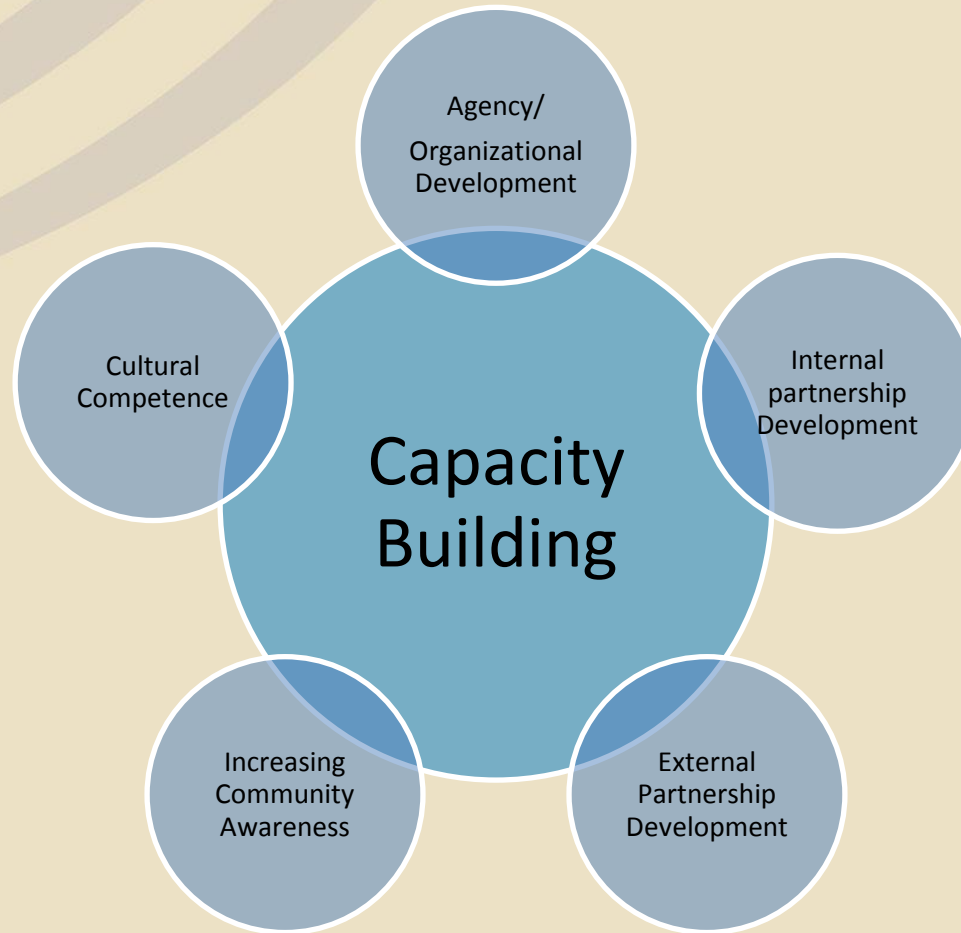 Agency/
Organizational
Development
Internal
partnership
Development
External
Partnership
Development
Increasing
Community
Awareness
Cultural
Competence
Capacity
Building